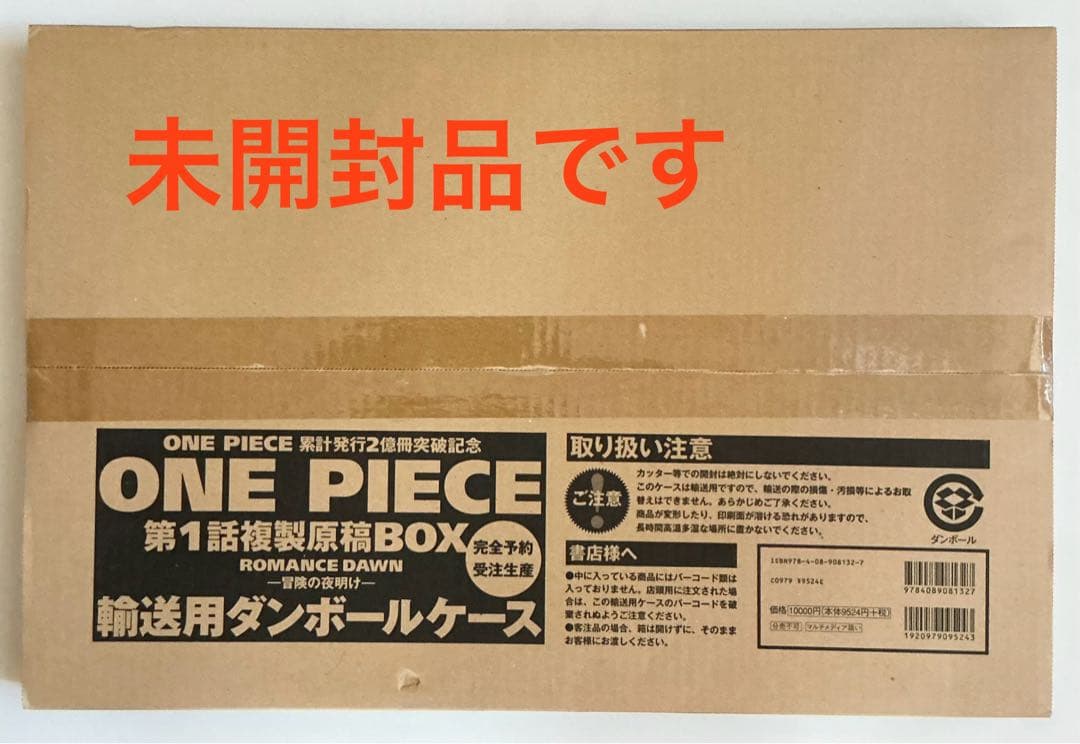 未開封品です
ONE PIECE 累計発行2億冊突破記念
ONE PIECE
第1話複製原稿BOX
完全予約
受注生産
ROMANCE DAWN
—冒険の夜明け—
輸送用ダンボールケース
取り扱い注意
ご注意
カッター等での開封は絶対にしないでください。
このケースは輸送用ですので、輸送の際の損傷・汚損等によるお取
替えはできません。あらかじめご了承ください。
商品が変形したり、印刷面が溶ける恐れがありますので、
長時間高温多湿な場所に置かないでください。
ダンボール
書店様へ
●中に入っている商品にはバーコード類は
入っておりません。店頭用に注文された場
合は、この輸送用ケースのバーコードを破
棄されぬようご注意ください。
●客注品の場合、箱は開けずに、そのまま
お客様にお渡しください。
ISBN978-4-08-908132-7
C0979 ¥9524E
価格 10000円(本体9524円+税)
分売不可 マルチメディア扱い
9784089081327
1920979095243